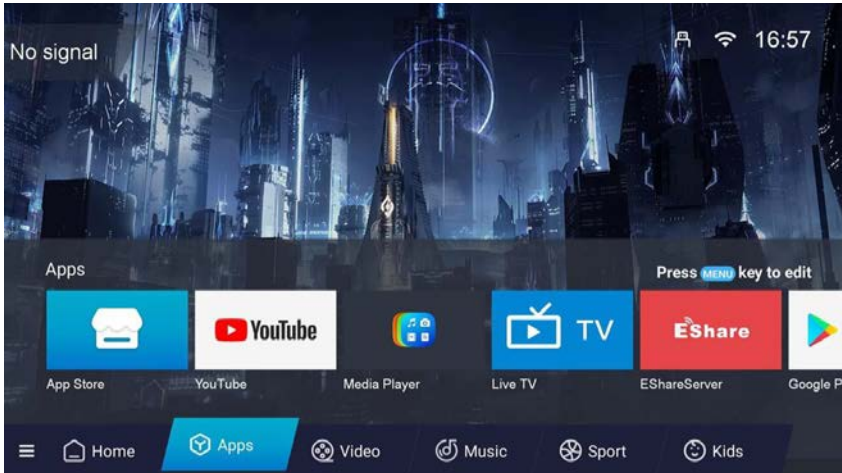 No signal
16:57
Apps
Press MENU key to edit
YouTube
TV
EShare
App Store
YouTube
Media Player
Live TV
EShareServer
Google P
Home
Apps
Video
Music
Sport
Kids